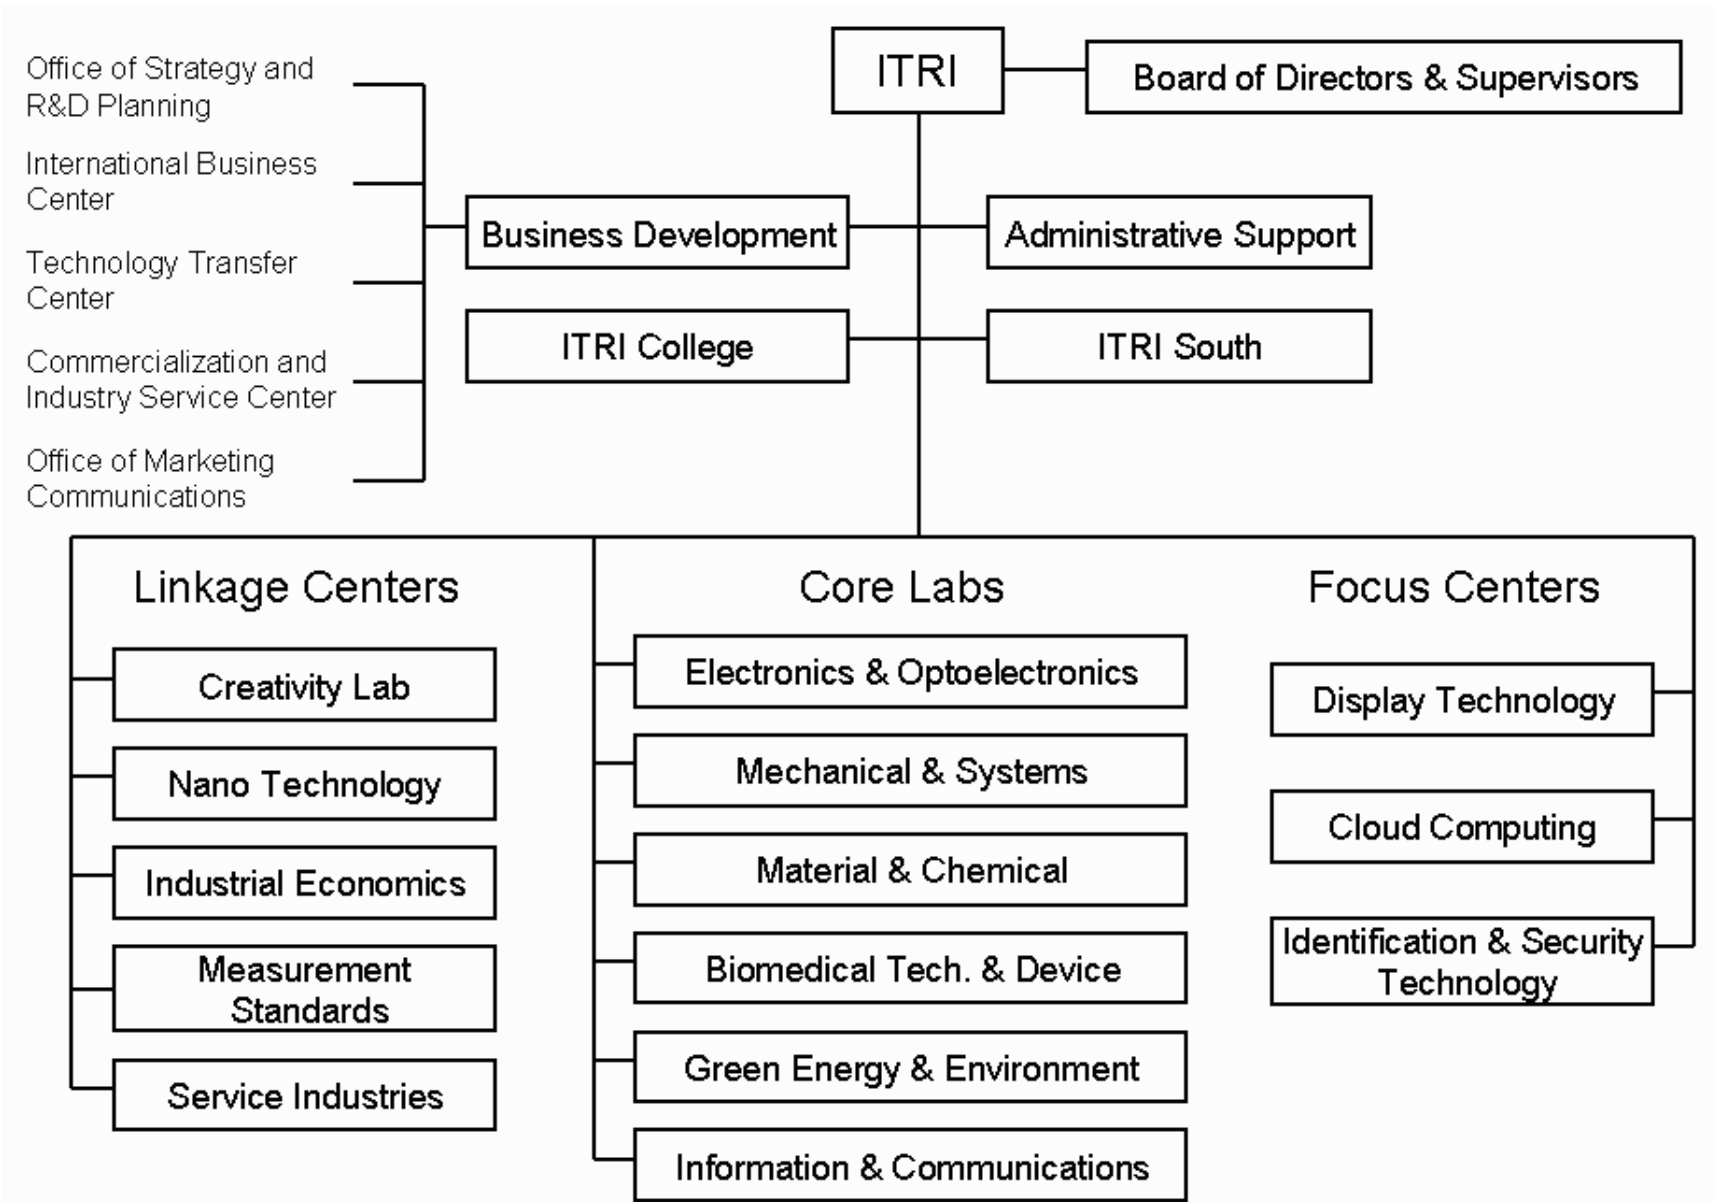 ITRI
Board of Directors & Supervisors
Office of Strategy and
R&D Planning
International Business
Center
Technology Transfer
Center
Commercialization and
Industry Service Center
Office of Marketing
Communications
Business Development
Administrative Support
ITRI College
ITRI South
Linkage Centers
Creativity Lab
Nano Technology
Industrial Economics
Measurement
Standards
Service Industries
Core Labs
Electronics & Optoelectronics
Mechanical & Systems
Material & Chemical
Biomedical Tech. & Device
Green Energy & Environment
Information & Communications
Focus Centers
Display Technology
Cloud Computing
Identification & Security
Technology